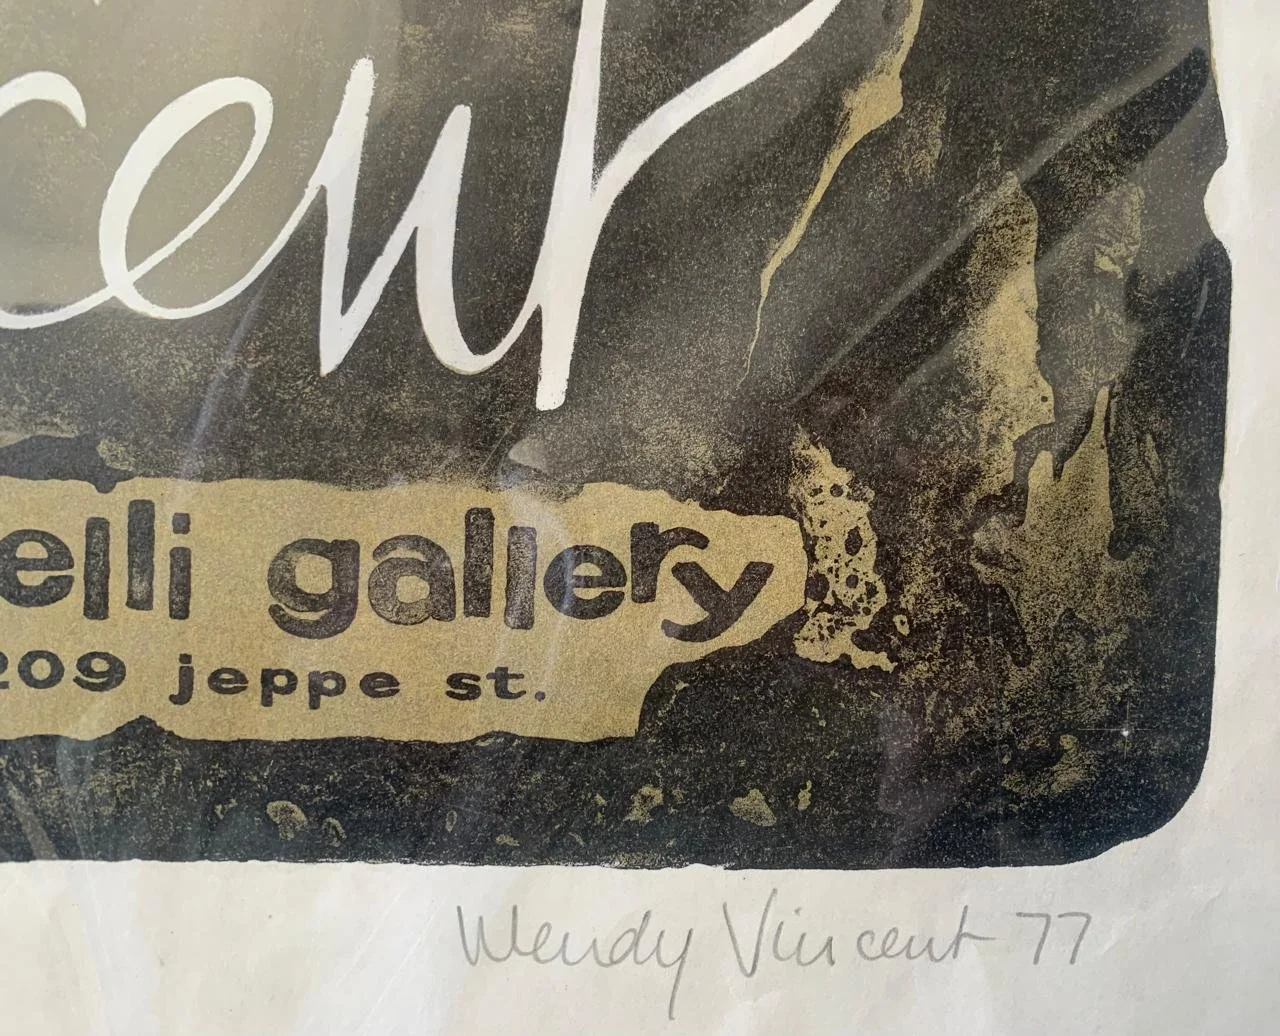 cent
elli gallery
209 jeppe st.
Wendy Vincent 77